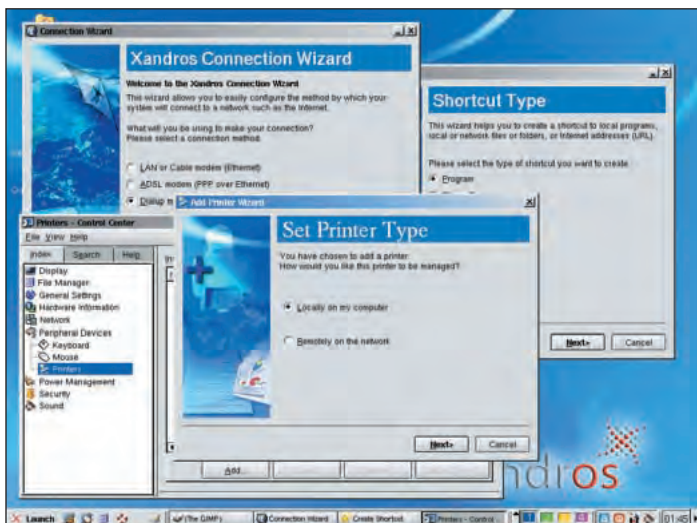 Connection Wizard
Xandros Connection Wizard
Welcome to the Xandros Connection Wizard
This wizard allows you to easily configure the method by which your
system will connect to a network such as the Internet.
What will you be using to make your connection?
Please select a connection method.
LAN or Cable modem (Ethernet)
ADSL modem (PPP over Ethernet)
Dialup
Shortcut Type
This wizard helps you to create a shortcut to local programs,
local or network files or folders, or Internet addresses (URL).
Please select the type of shortcut you want to create
Program
Next>
Cancel
Printers - Control Center
File View Help
Index Search Help
Display
File Manager
General Settings
Hardware Information
Network
Peripheral Devices
Keyboard
Mouse
Printers
Power Management
Security
Sound
Add...
Add Printer Wizard
Set Printer Type
You have chosen to add a printer.
How would you like this printer to be managed?
Locally on my computer
Remotely on the network
Next>
Cancel
ndros
Launch
(The GIMP)
Connection Wizard
Create Shortcut
Printers - Control
01:45